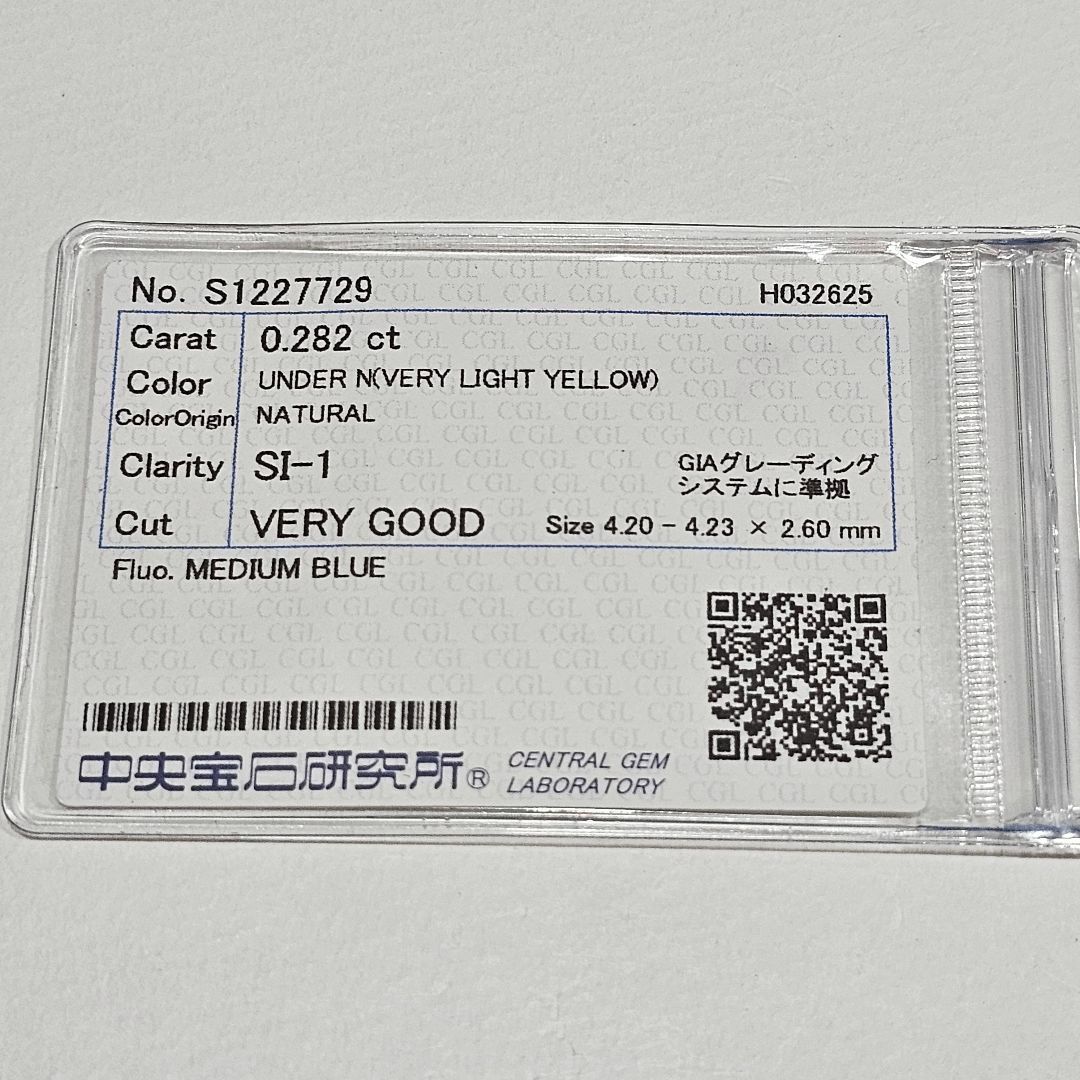 No. S1227729 H032625
Carat 0.282 ct
Color UNDER N(VERY LIGHT YELLOW)
ColorOrigin NATURAL
Clarity SI-1
GIAグレーディング
システムに準拠
Cut VERY GOOD Size 4.20 - 4.23 × 2.60 mm
Fluo. MEDIUM BLUE
中央宝石研究所® CENTRAL GEM
LABORATORY